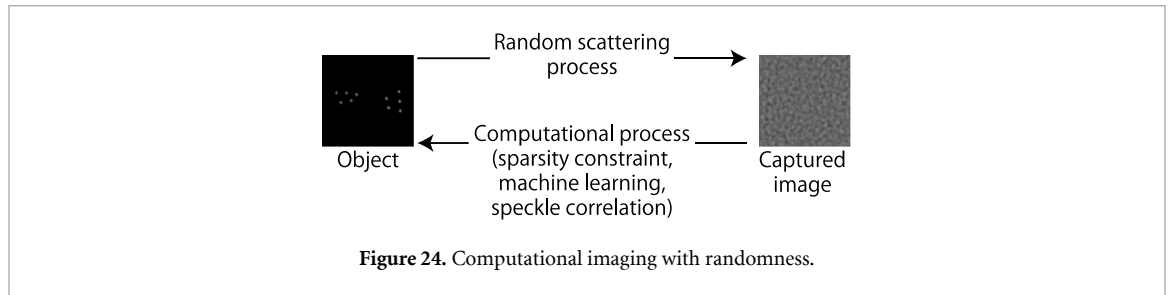 Random scattering
process
Object
Computational process
(sparsity constraint,
machine learning,
speckle correlation)
Captured
image
Figure 24. Computational imaging with randomness.